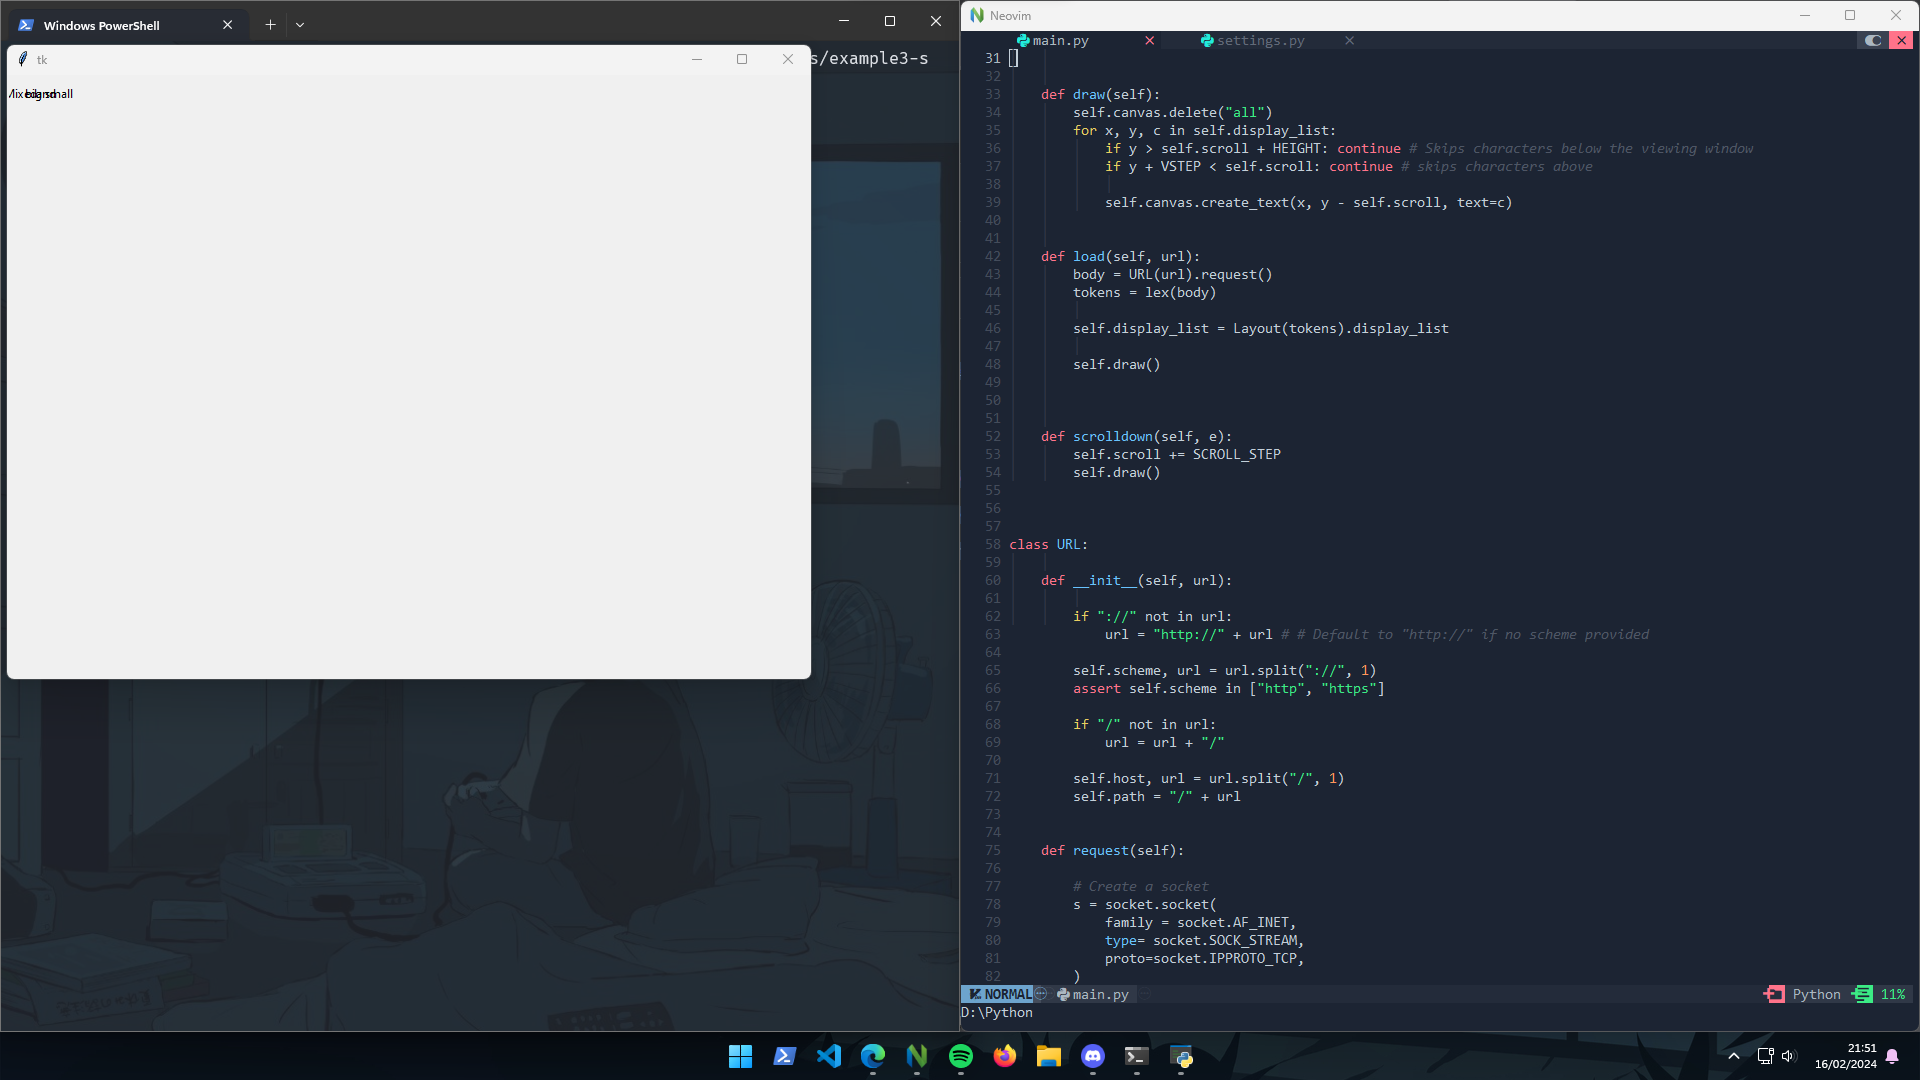 Windows PowerShell
tk
s/example3-s
small
Neovim
main.py
settings.py
31
32
33 def draw(self):
34 self.canvas.delete("all")
35 for x, y, c in self.display_list:
36 if y > self.scroll + HEIGHT: continue # Skips characters below the viewing window
37 if y + VSTEP < self.scroll: continue # skips characters above
38
39 self.canvas.create_text(x, y - self.scroll, text=c)
40
41
42 def load(self, url):
43 body = URL(url).request()
44 tokens = lex(body)
45
46 self.display_list = Layout(tokens).display_list
47
48 self.draw()
49
50
51
52 def scrolldown(self, e):
53 self.scroll += SCROLL_STEP
54 self.draw()
55
56
57
58 class URL:
59
60 def __init__(self, url):
61
62 if "://" not in url:
63 url = "http://" + url # # Default to "http://" if no scheme provided
64
65 self.scheme, url = url.split("://", 1)
66 assert self.scheme in ["http", "https"]
67
68 if "/" not in url:
69 url = url + "/"
70
71 self.host, url = url.split("/", 1)
72 self.path = "/" + url
73
74
75 def request(self):
76
77 # Create a socket
78 s = socket.socket(
79 family = socket.AF_INET,
80 type= socket.SOCK_STREAM,
81 proto=socket.IPPROTO_TCP,
82 )
NORMAL main.py Python 11%
D:\Python
21:51
16/02/2024